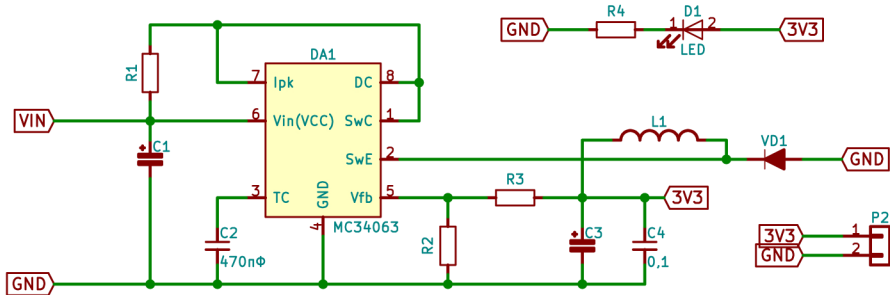 R4
D1
GND
1
2
3V3
LED
DA1
R1
7
Ipk
DC
8
VIN
6
Vin(VCC)
SwC
1
C1
SwE
2
L1
VD1
GND
3
TC
GND
Vfb
5
R3
3V3
4
MC34063
C2
470пФ
R2
C3
C4
0,1
P2
3V3
1
GND
2
GND